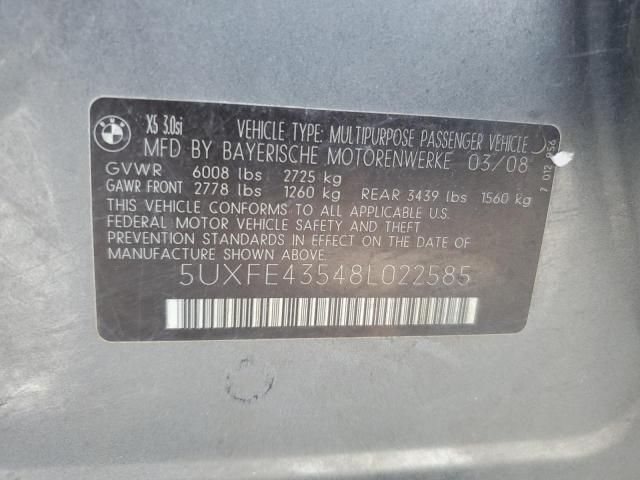 BMW
X5 3.0si
VEHICLE TYPE: MULTIPURPOSE PASSENGER VEHICLE
MFD BY BAYERISCHE MOTORENWERKE 03/08
GVWR 6008 lbs 2725 kg
GAWR FRONT 2778 lbs 1260 kg REAR 3439 lbs 1560 kg
THIS VEHICLE CONFORMS TO ALL APPLICABLE U.S.
FEDERAL MOTOR VEHICLE SAFETY AND THEFT
PREVENTION STANDARDS IN EFFECT ON THE DATE OF
MANUFACTURE SHOWN ABOVE.
5UXFE43548L022585